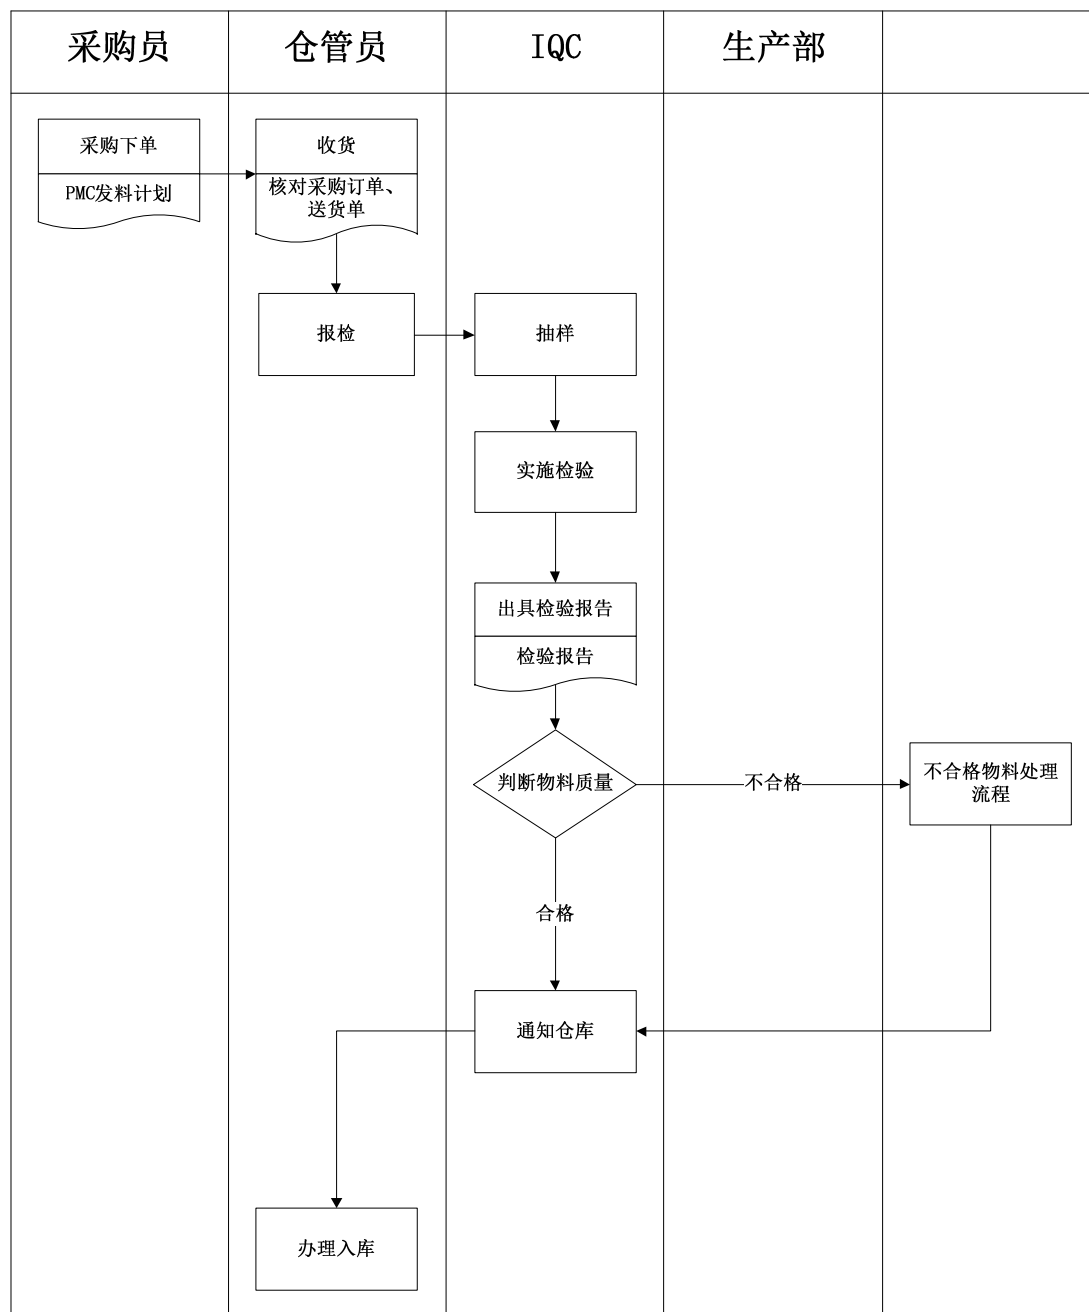 采购员
仓管员
IQC
生产部
采购下单
PMC发料计划
收货
核对采购订单、
送货单
报检
抽样
实施检验
出具检验报告
检验报告
判断物料质量
不合格
不合格物料处理
流程
合格
通知仓库
办理入库